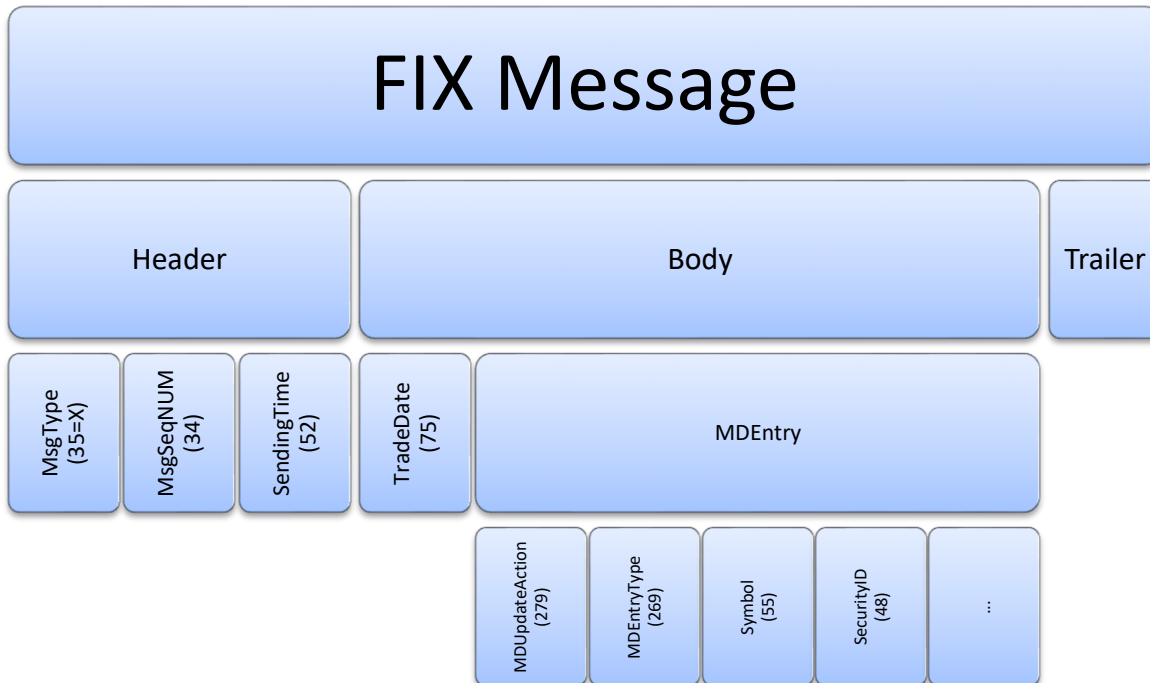 FIX Message
Header
Body
Trailer
MsgType
(35=X)
MsgSeqNUM
(34)
SendingTime
(52)
TradeDate
(75)
MDEntry
MDUpdateAction
(279)
MDEntryType
(269)
Symbol
(55)
SecurityID
(48)
...